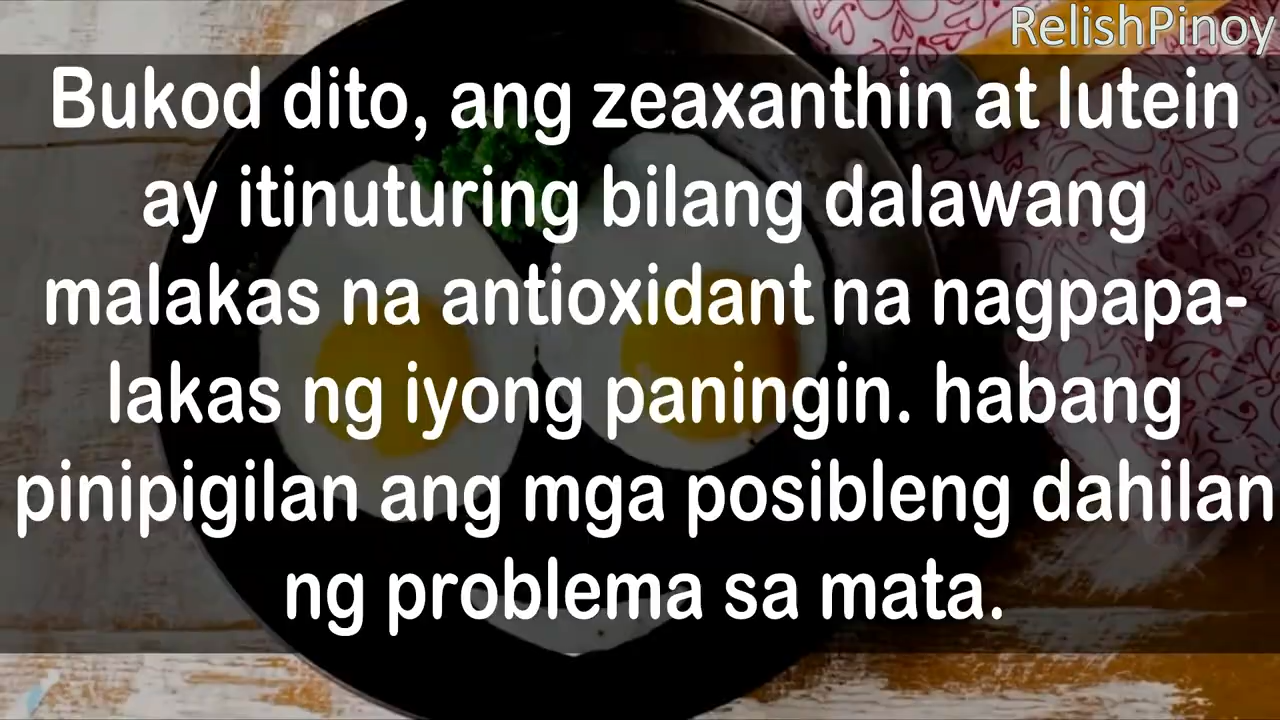 RelishPinoy
Bukod dito, ang zeaxanthin at lutein
ay itinuturing bilang dalawang
malakas na antioxidant na nagpapa-
lakas ng iyong paningin. habang
pinipigilan ang mga posibleng dahilan
ng problema sa mata.